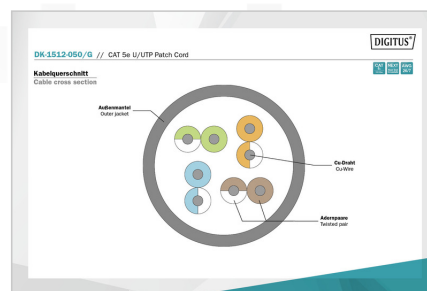 DIGITUS®
DK-1512-050/G // CAT 5e U/UTP Patch Cord
Kabelquerschnitt
Cable cross section
Außenmantel
Outer jacket
Cu-Draht
Cu-Wire
Aderepaare
Twisted pair